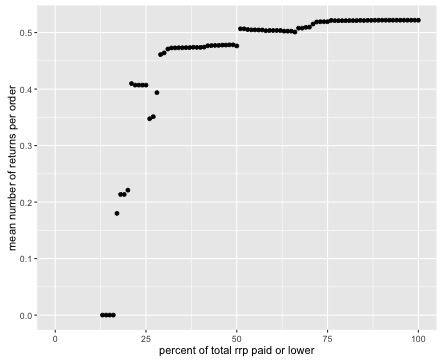 mean number of returns per order
0.5
0.4
0.3
0.2
0.1
0.0
0 25 50 75 100
percent of total rrp paid or lower